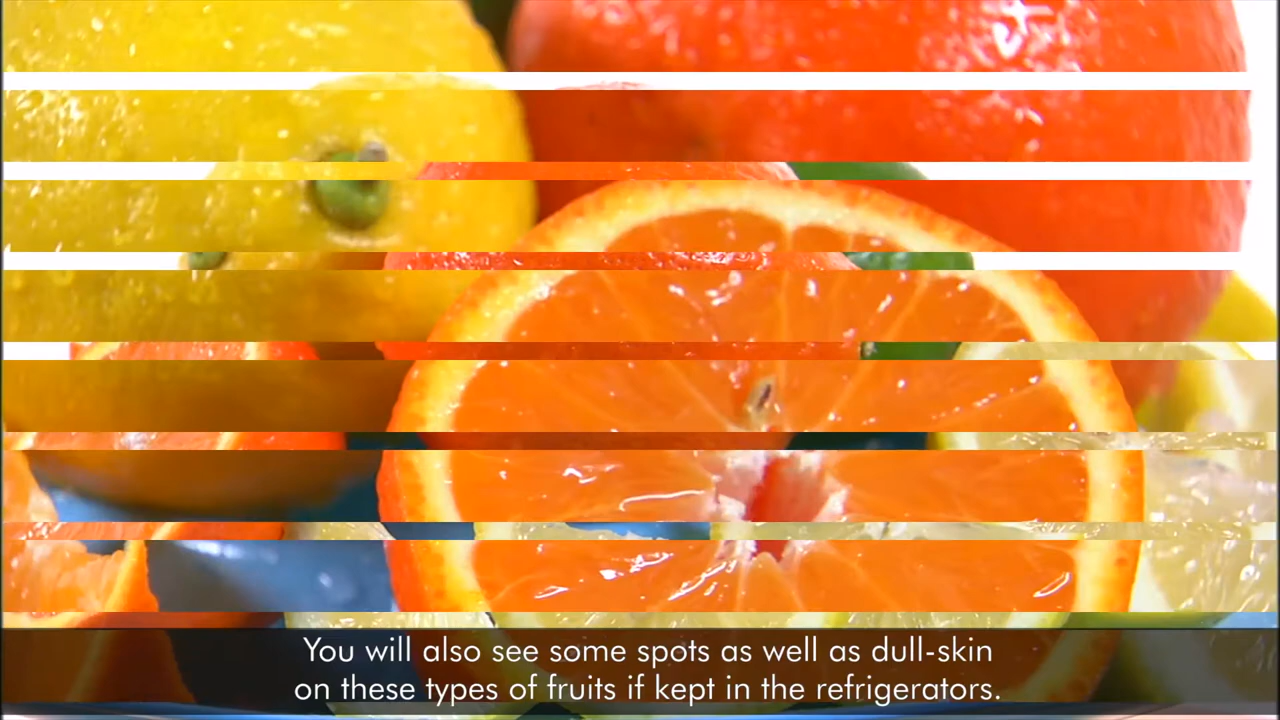 You will also see some spots as well as dull-skin
on these types of fruits if kept in the refrigerators.